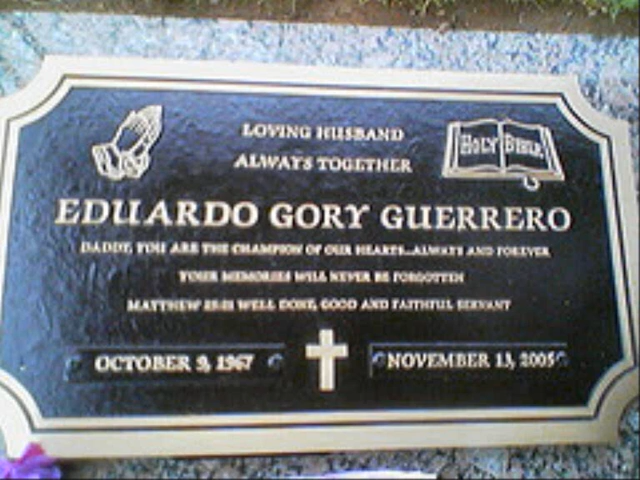 LOVING HUSBAND
ALWAYS TOGETHER
HOLY BIBLE
EDUARDO GORY GUERRERO
DADDY, YOU ARE THE CHAMPION OF OUR HEARTS...ALWAYS AND FOREVER
YOUR MEMORIES WILL NEVER BE FORGOTTEN
MATTHEW 25:21 WELL DONE, GOOD AND FAITHFUL SERVANT
OCTOBER 9, 1967
NOVEMBER 13, 2005